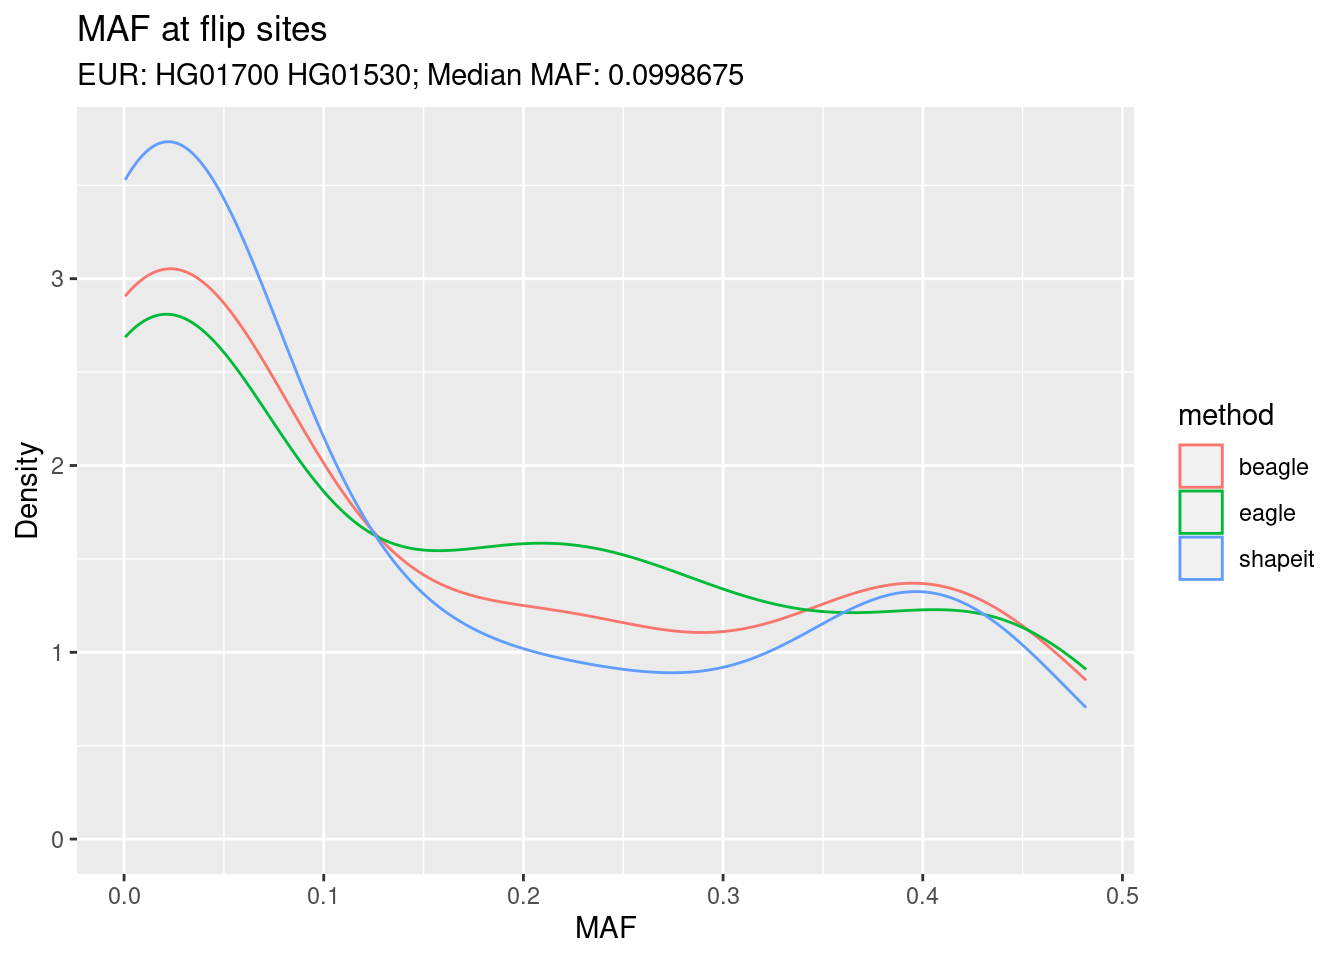 MAF at flip sites
EUR: HG01700 HG01530; Median MAF: 0.0998675
Density
3
2
1
0
0.0
0.1
0.2
0.3
0.4
0.5
MAF
method
beagle
eagle
shapeit